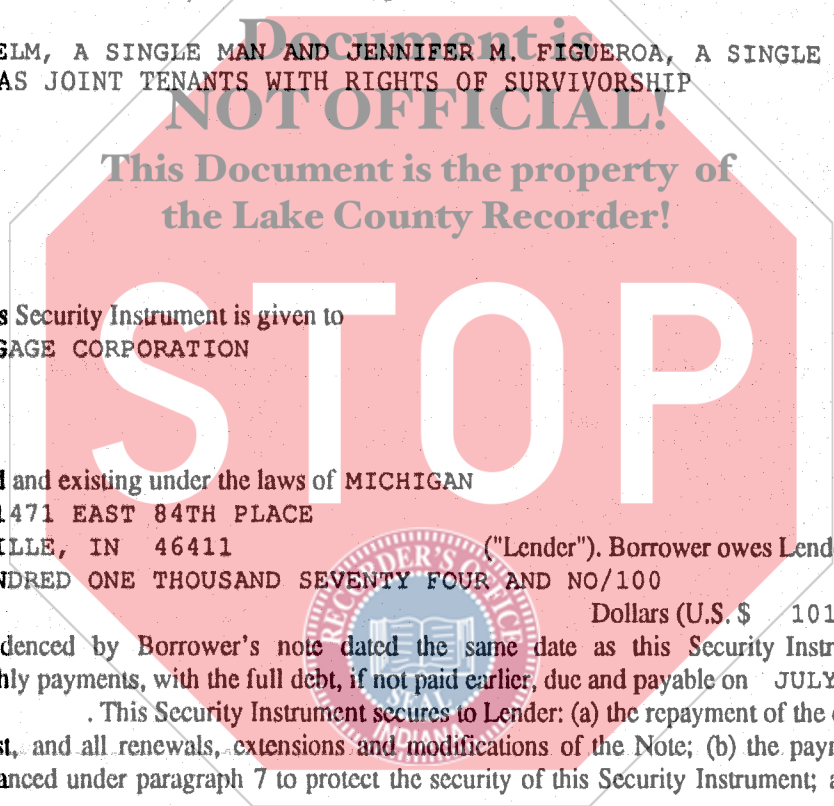 Document is
ELM, A SINGLE MAN AND JENNIFER M. FIGUEROA, A SINGLE
AS JOINT TENANTS WITH RIGHTS OF SURVIVORSHIP
NOT OFFICIAL!
This Document is the property of
the Lake County Recorder!
s Security Instrument is given to
GAGE CORPORATION
STOP
and existing under the laws of MICHIGAN
1471 EAST 84TH PLACE
ILLE, IN 46411 ("Lender"). Borrower owes Lend
NDRED ONE THOUSAND SEVENTY FOUR AND NO/100
Dollars (U.S. $ 101
denced by Borrower's note dated the same date as this Security Instr
hly payments, with the full debt, if not paid earlier, due and payable on JULY
. This Security Instrument secures to Lender: (a) the repayment of the
st, and all renewals, extensions and modifications of the Note; (b) the payn
anced under paragraph 7 to protect the security of this Security Instrument; a
RECORDER'S OFFICE
SEAL
INDIANA